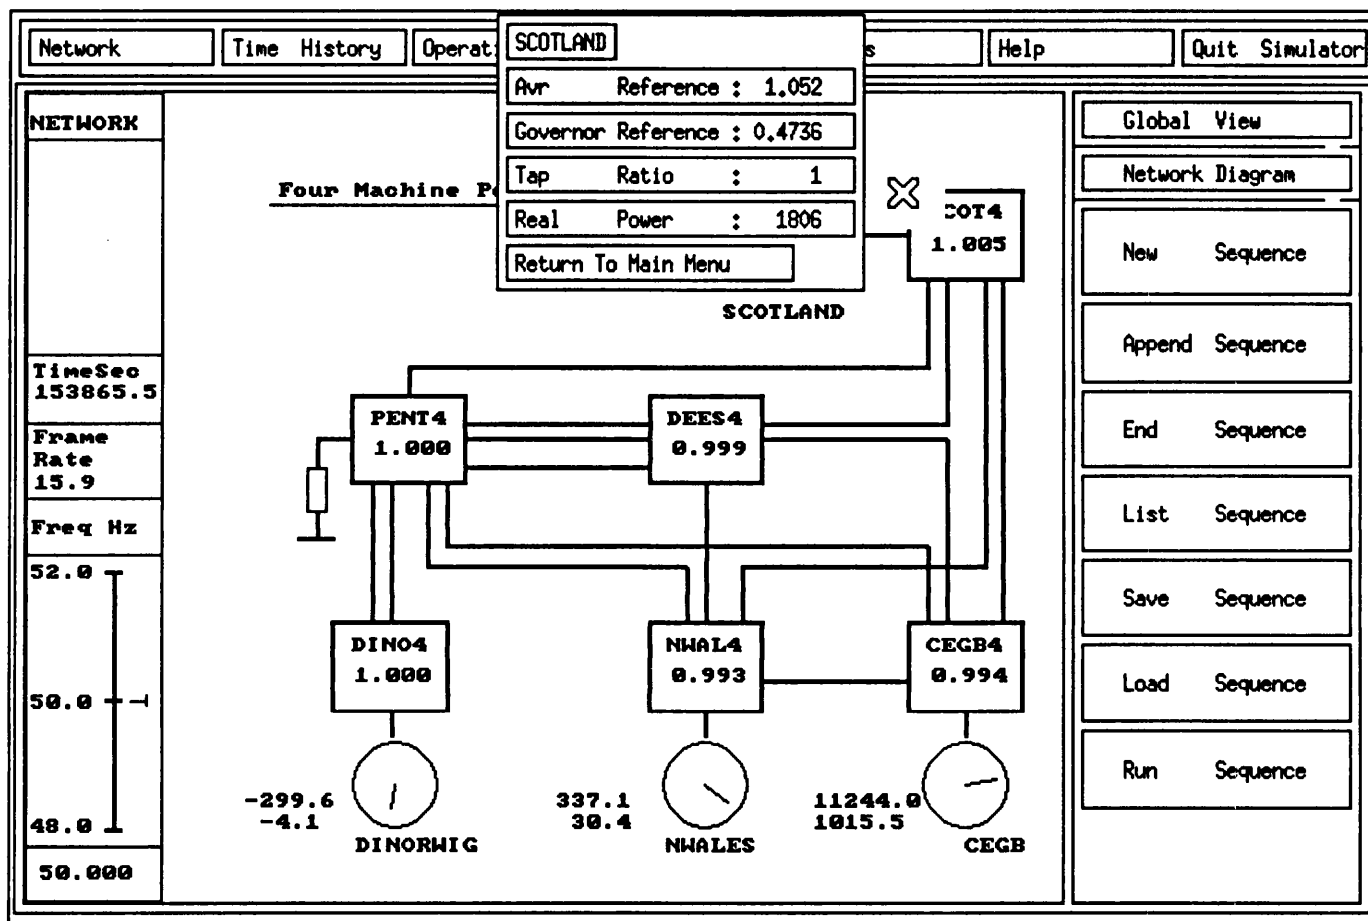 Network
Time History
Operati
s
Help
Quit Simulator
SCOTLAND
Avr Reference : 1.052
Governor Reference : 0.4736
Tap Ratio : 1
Real Power : 1806
Return To Main Menu
NETWORK
TimeSec
153865.5
Frame
Rate
15.9
Freq Hz
52.0
50.0
48.0
50.000
Four Machine Po
COT4
1.005
SCOTLAND
PENT4
1.000
DEES4
0.999
DINO4
1.000
NWAL4
0.993
CEGB4
0.994
-299.6
-4.1
DINORWIG
337.1
30.4
NWALES
11244.0
1015.5
CEGB
Global View
Network Diagram
New Sequence
Append Sequence
End Sequence
List Sequence
Save Sequence
Load Sequence
Run Sequence